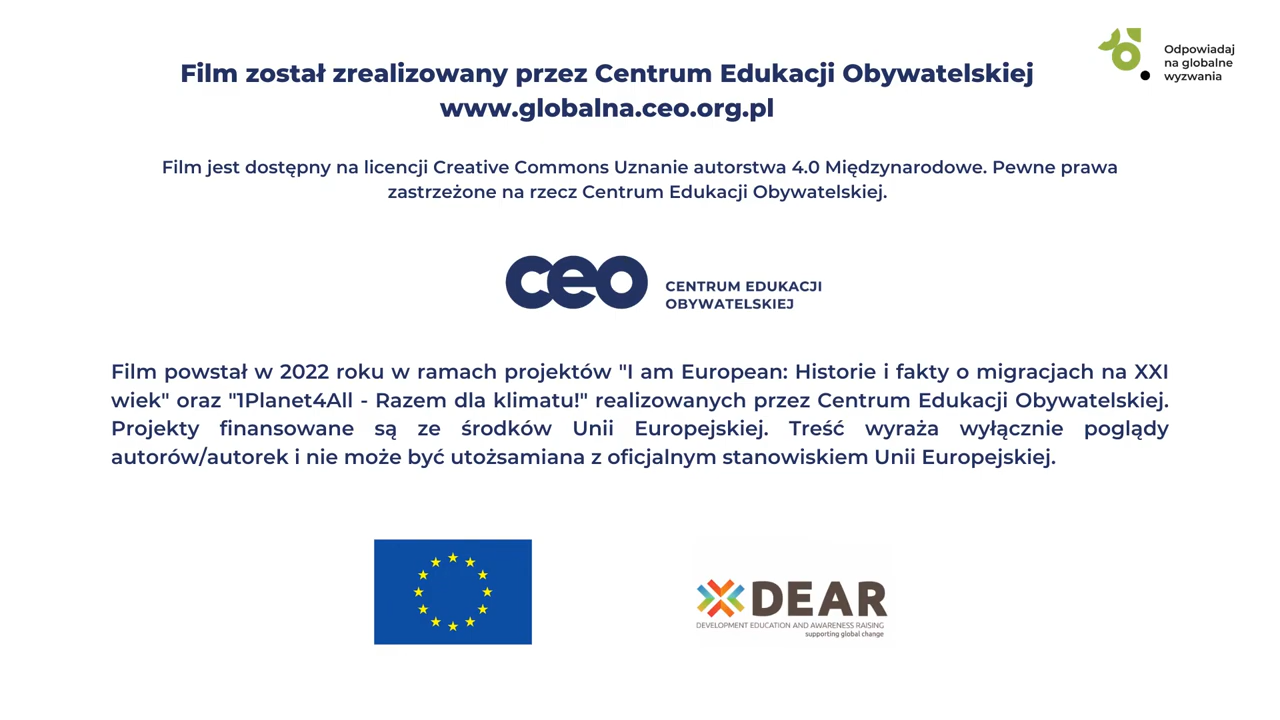 Odpowiadaj
na globalne
wyzwania
Film został zrealizowany przez Centrum Edukacji Obywatelskiej
www.globalna.ceo.org.pl
Film jest dostępny na licencji Creative Commons Uznanie autorstwa 4.0 Międzynarodowe. Pewne prawa
zastrzeżone na rzecz Centrum Edukacji Obywatelskiej.
ceo
CENTRUM EDUKACJI
OBYWATELSKIEJ
Film powstał w 2022 roku w ramach projektów "I am European: Historie i fakty o migracjach na XXI
wiek" oraz "1Planet4All - Razem dla klimatu!" realizowanych przez Centrum Edukacji Obywatelskiej.
Projekty finansowane są ze środków Unii Europejskiej. Treść wyraża wyłącznie poglądy
autorów/autorek i nie może być utożsamiana z oficjalnym stanowiskiem Unii Europejskiej.
DEAR
DEVELOPMENT EDUCATION AND AWARENESS RAISING
supporting global change